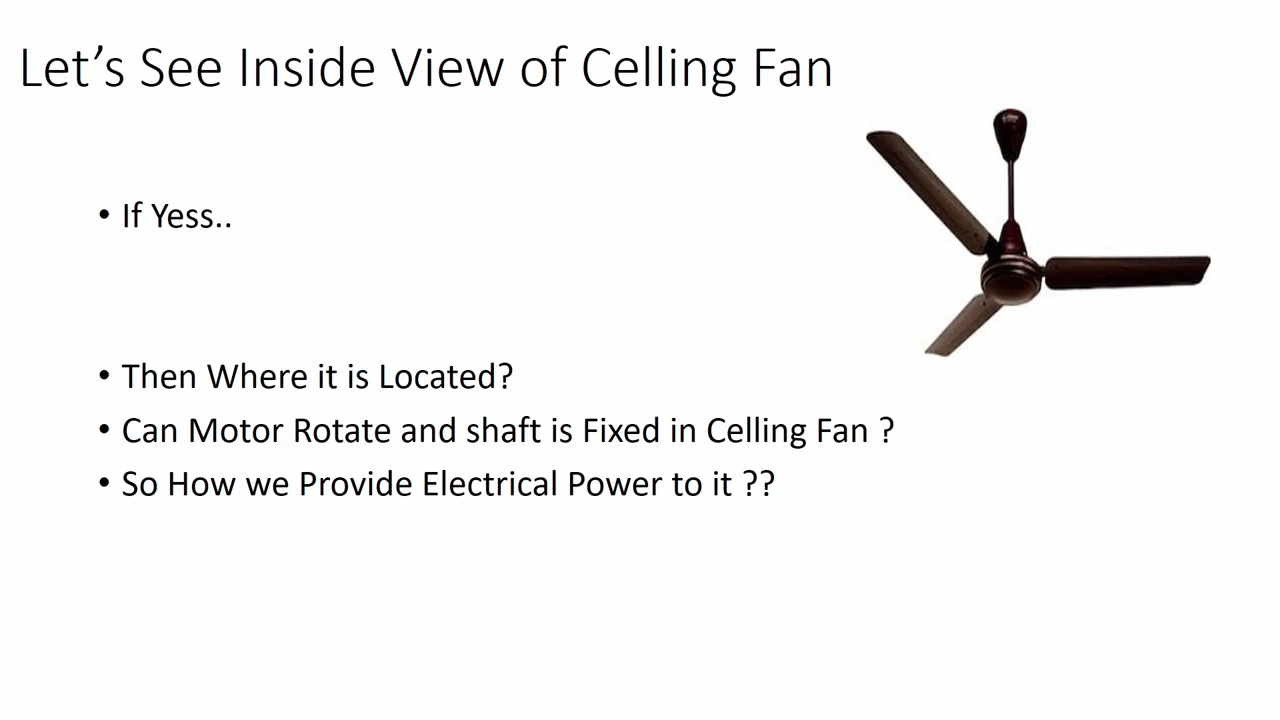 Let’s See Inside View of Celling Fan
• If Yess..
• Then Where it is Located?
• Can Motor Rotate and shaft is Fixed in Celling Fan ?
• So How we Provide Electrical Power to it ??